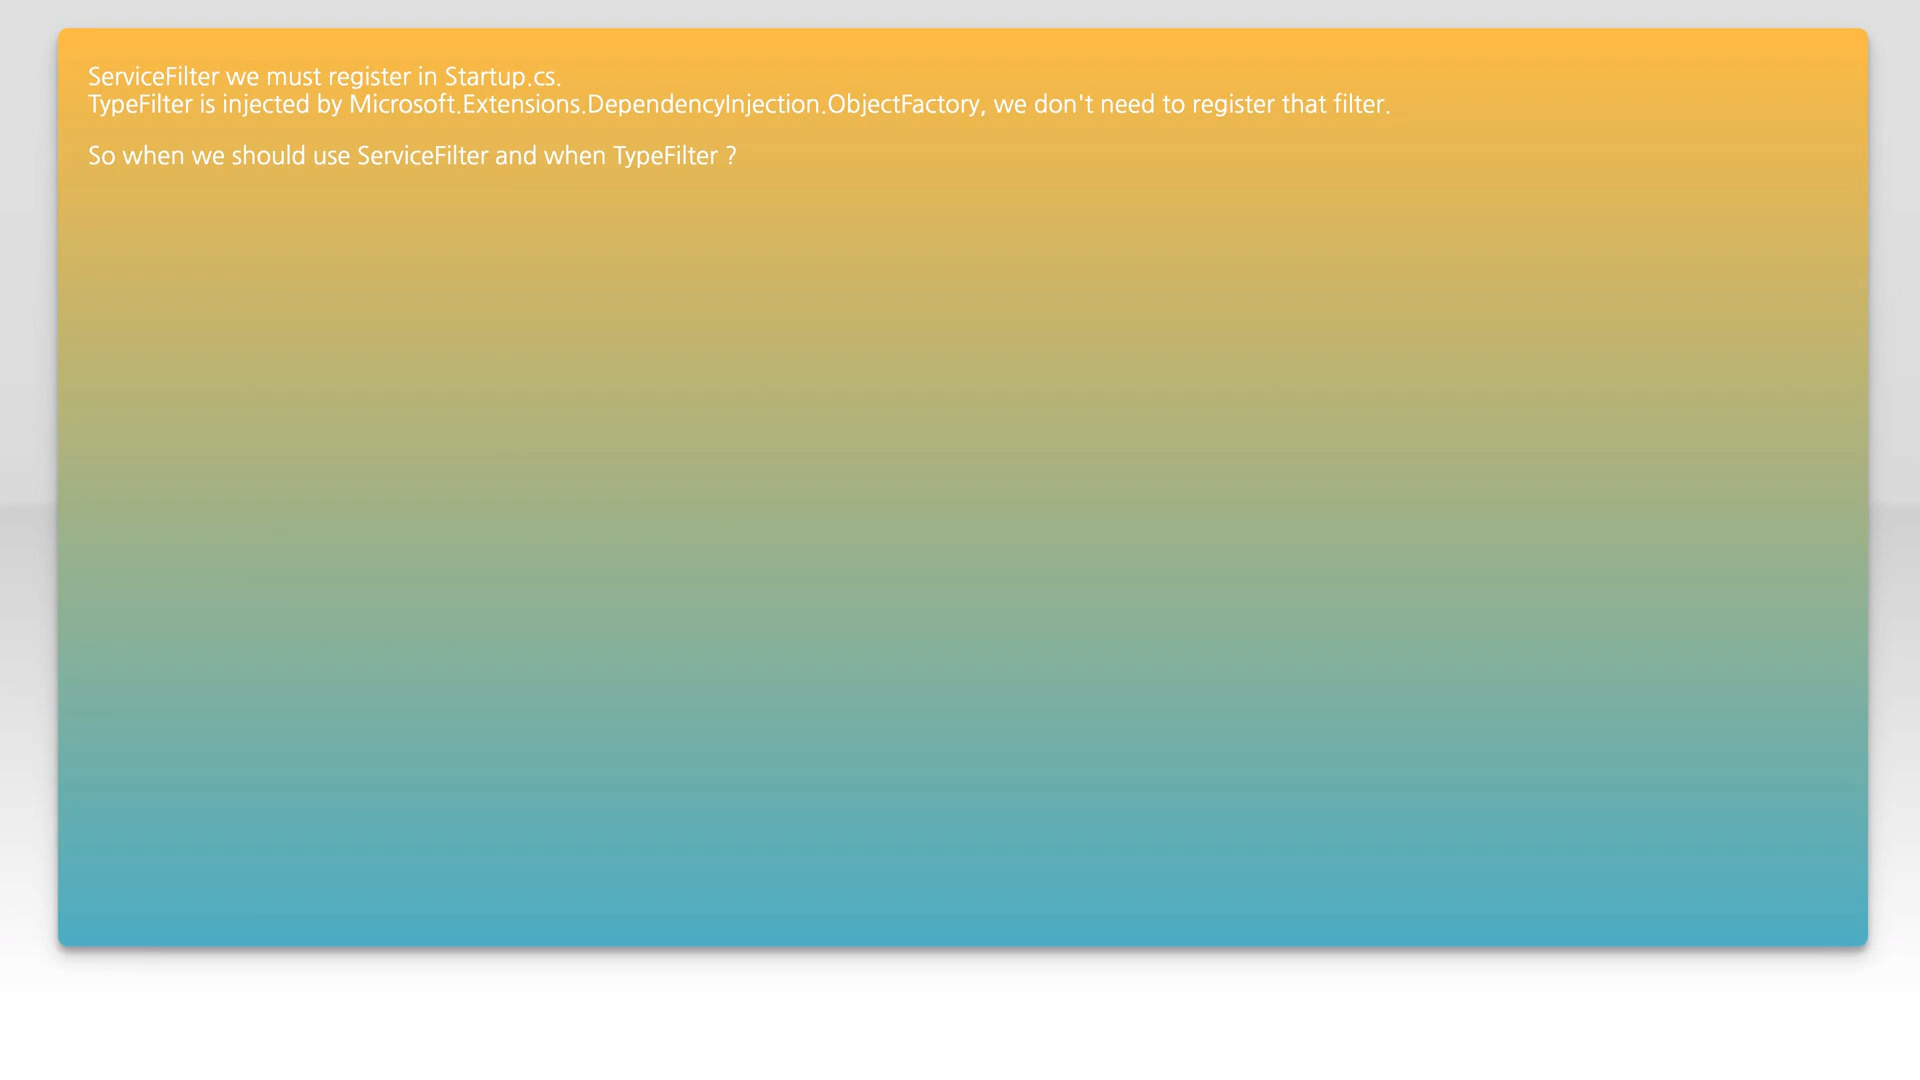 ServiceFilter we must register in Startup.cs.
TypeFilter is injected by Microsoft.Extensions.DependencyInjection.ObjectFactory, we don't need to register that filter.
So when we should use ServiceFilter and when TypeFilter ?